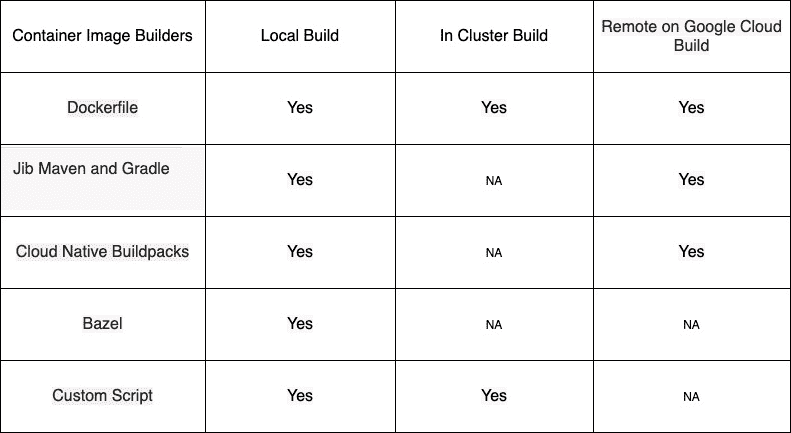 Container Image Builders Local Build In Cluster Build Remote on Google Cloud
Build
Dockerfile Yes Yes Yes
Jib Maven and Gradle Yes NA Yes
Cloud Native Buildpacks Yes NA Yes
Bazel Yes NA NA
Custom Script Yes Yes NA